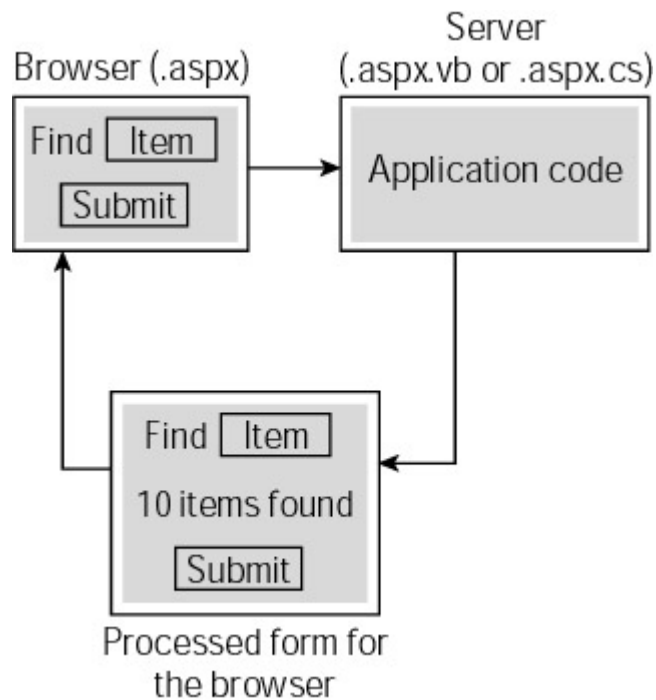 Browser (.aspx)
Find Item
Submit
Server
(.aspx.vb or .aspx.cs)
Application code
Find Item
10 items found
Submit
Processed form for
the browser